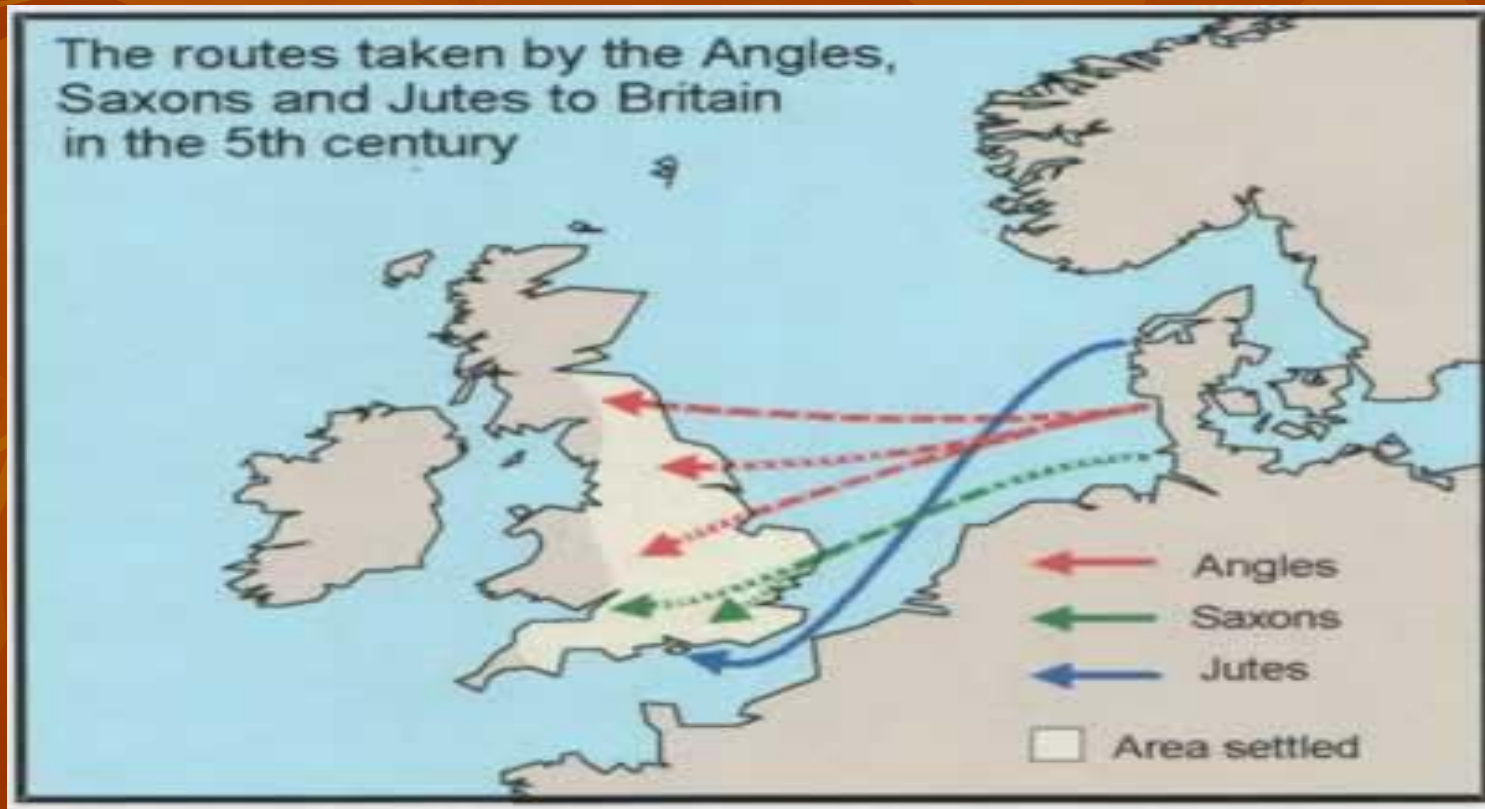 The routes taken by the Angles,
Saxons and Jutes to Britain
in the 5th century
Angles
Saxons
Jutes
Area settled